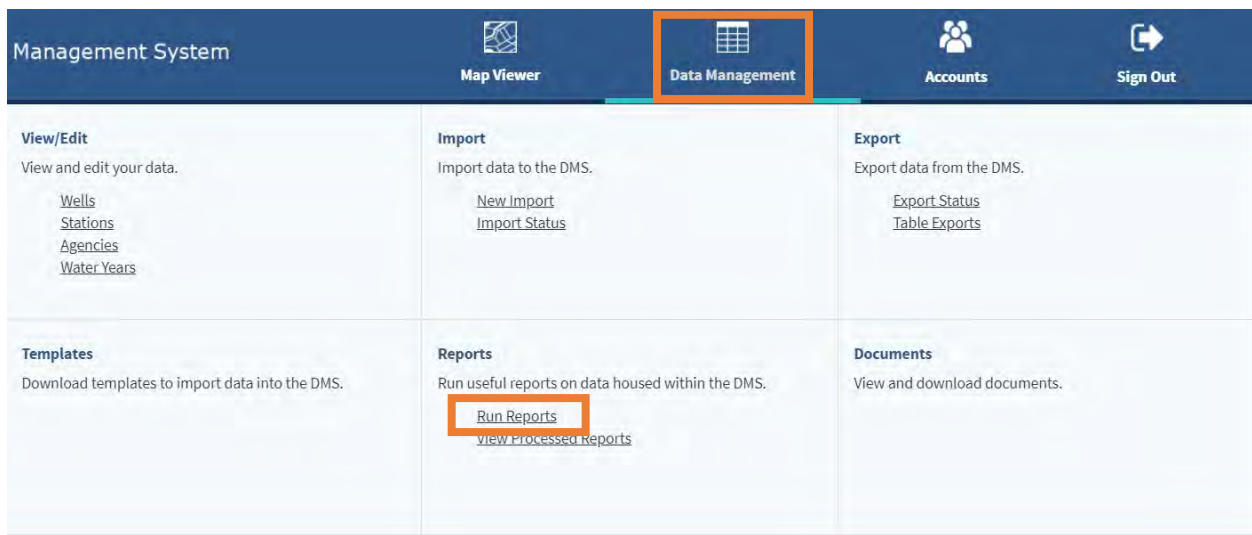 Management System
Map Viewer
Data Management
Accounts
Sign Out
View/Edit
View and edit your data.
Wells
Stations
Agencies
Water Years
Import
Import data to the DMS.
New Import
Import Status
Export
Export data from the DMS.
Export Status
Table Exports
Templates
Download templates to import data into the DMS.
Reports
Run useful reports on data housed within the DMS.
Run Reports
View Processed Reports
Documents
View and download documents.